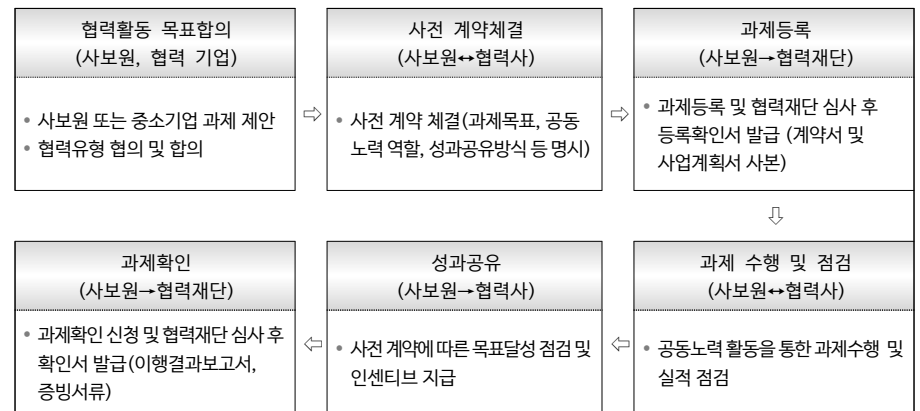 협력활동 목표합의
(사보원, 협력 기업)
• 사보원 또는 중소기업 과제 제안
• 협력유형 협의 및 합의
⇨
사전 계약체결
(사보원↔협력사)
• 사전 계약 체결(과제목표, 공동
노력 역할, 성과공유방식 등 명시)
⇨
과제등록
(사보원→협력재단)
• 과제등록 및 협력재단 심사 후
등록확인서 발급 (계약서 및
사업계획서 사본)
⇩
과제 수행 및 점검
(사보원↔협력사)
• 공동노력 활동을 통한 과제수행 및
실적 점검
⇦
성과공유
(사보원→협력사)
• 사전 계약에 따른 목표달성 점검 및
인센티브 지급
⇦
과제확인
(사보원→협력재단)
• 과제확인 신청 및 협력재단 심사 후
확인서 발급(이행결과보고서,
증빙서류)